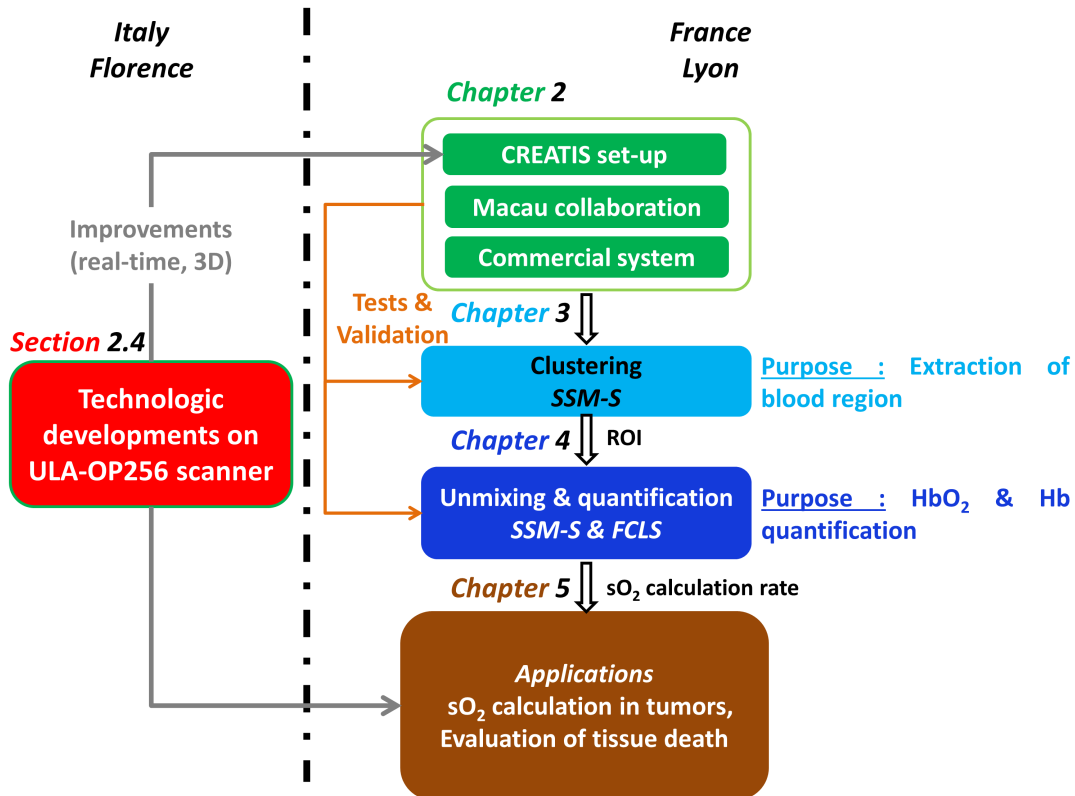 Italy
Florence
France
Lyon
Chapter 2
CREATIS set-up
Macau collaboration
Commercial system
Improvements
(real-time, 3D)
Tests &
Validation
Chapter 3
Section 2.4
Technologic
developments on
ULA-OP256 scanner
Clustering
SSM-S
Purpose : Extraction of
blood region
Chapter 4
ROI
Unmixing & quantification
SSM-S & FCLS
Purpose : HbO₂ & Hb
quantification
Chapter 5
sO₂ calculation rate
Applications
sO₂ calculation in tumors,
Evaluation of tissue death